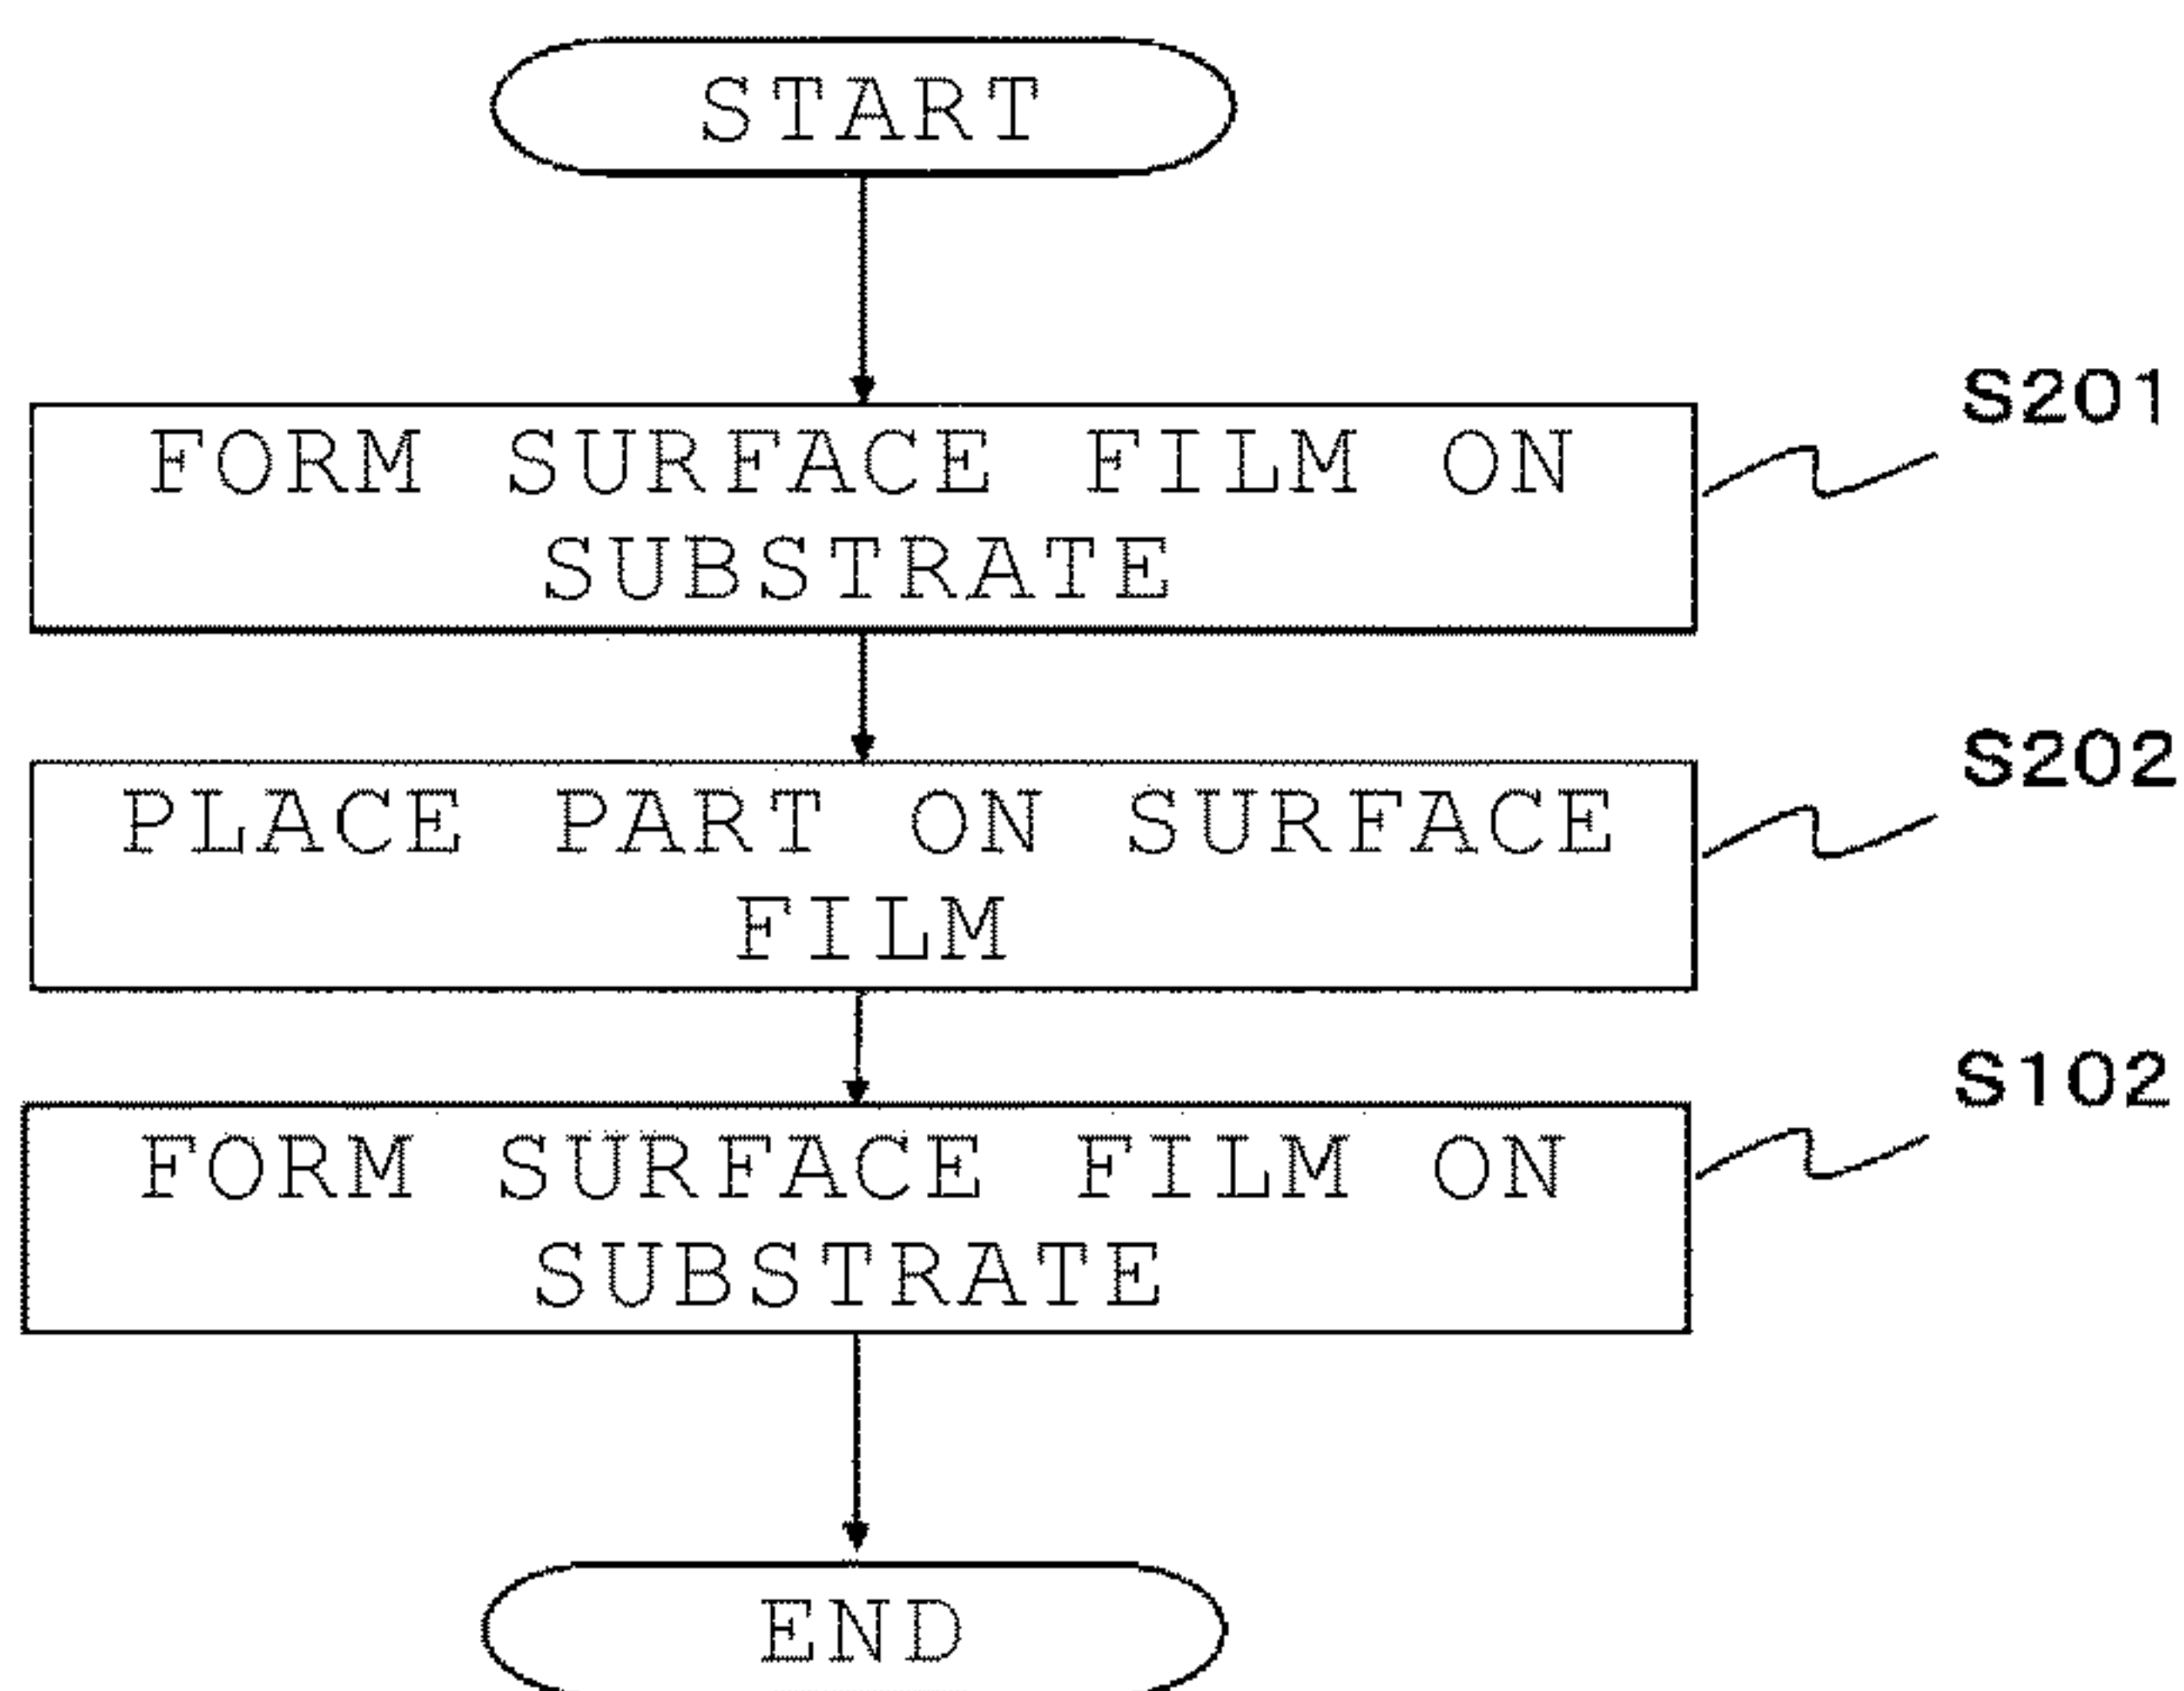 START
S201
FORM SURFACE FILM ON
SUBSTRATE
S202
PLACE PART ON SURFACE
FILM
S102
FORM SURFACE FILM ON
SUBSTRATE
END